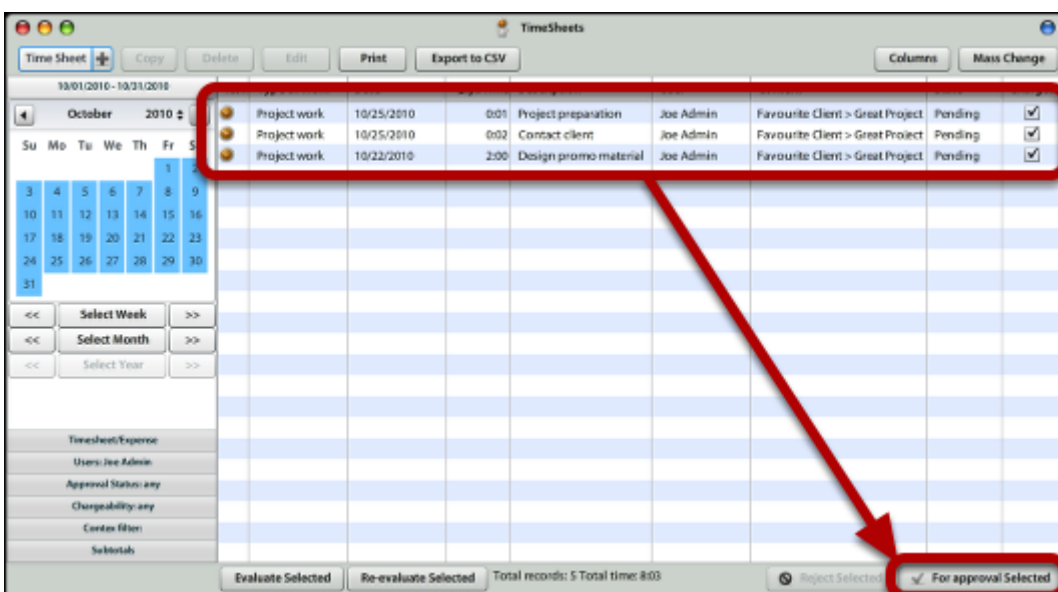 TimeSheets
Time Sheet Copy Delete Edit Print Export to CSV Columns Mass Change
10/01/2010 - 10/31/2010
October 2010
Su Mo Tu We Th Fr
1 2
3 4 5 6 7 8 9
10 11 12 13 14 15 16
17 18 19 20 21 22 23
24 25 26 27 28 29 30
31
<< Select Week >>
<< Select Month >>
<< Select Year >>
Timesheet/Expense
Users: Joe Admin
Approval Status: any
Chargeability: any
Contex filter:
Subtotals
Project work 10/25/2010 0:01 Project preparation Joe Admin Favourite Client > Great Project Pending
Project work 10/25/2010 0:02 Contact client Joe Admin Favourite Client > Great Project Pending
Project work 10/22/2010 2:00 Design promo material Joe Admin Favourite Client > Great Project Pending
Evaluate Selected Re-evaluate Selected Total records: 5 Total time: 8:03 Reject Selected For approval Selected